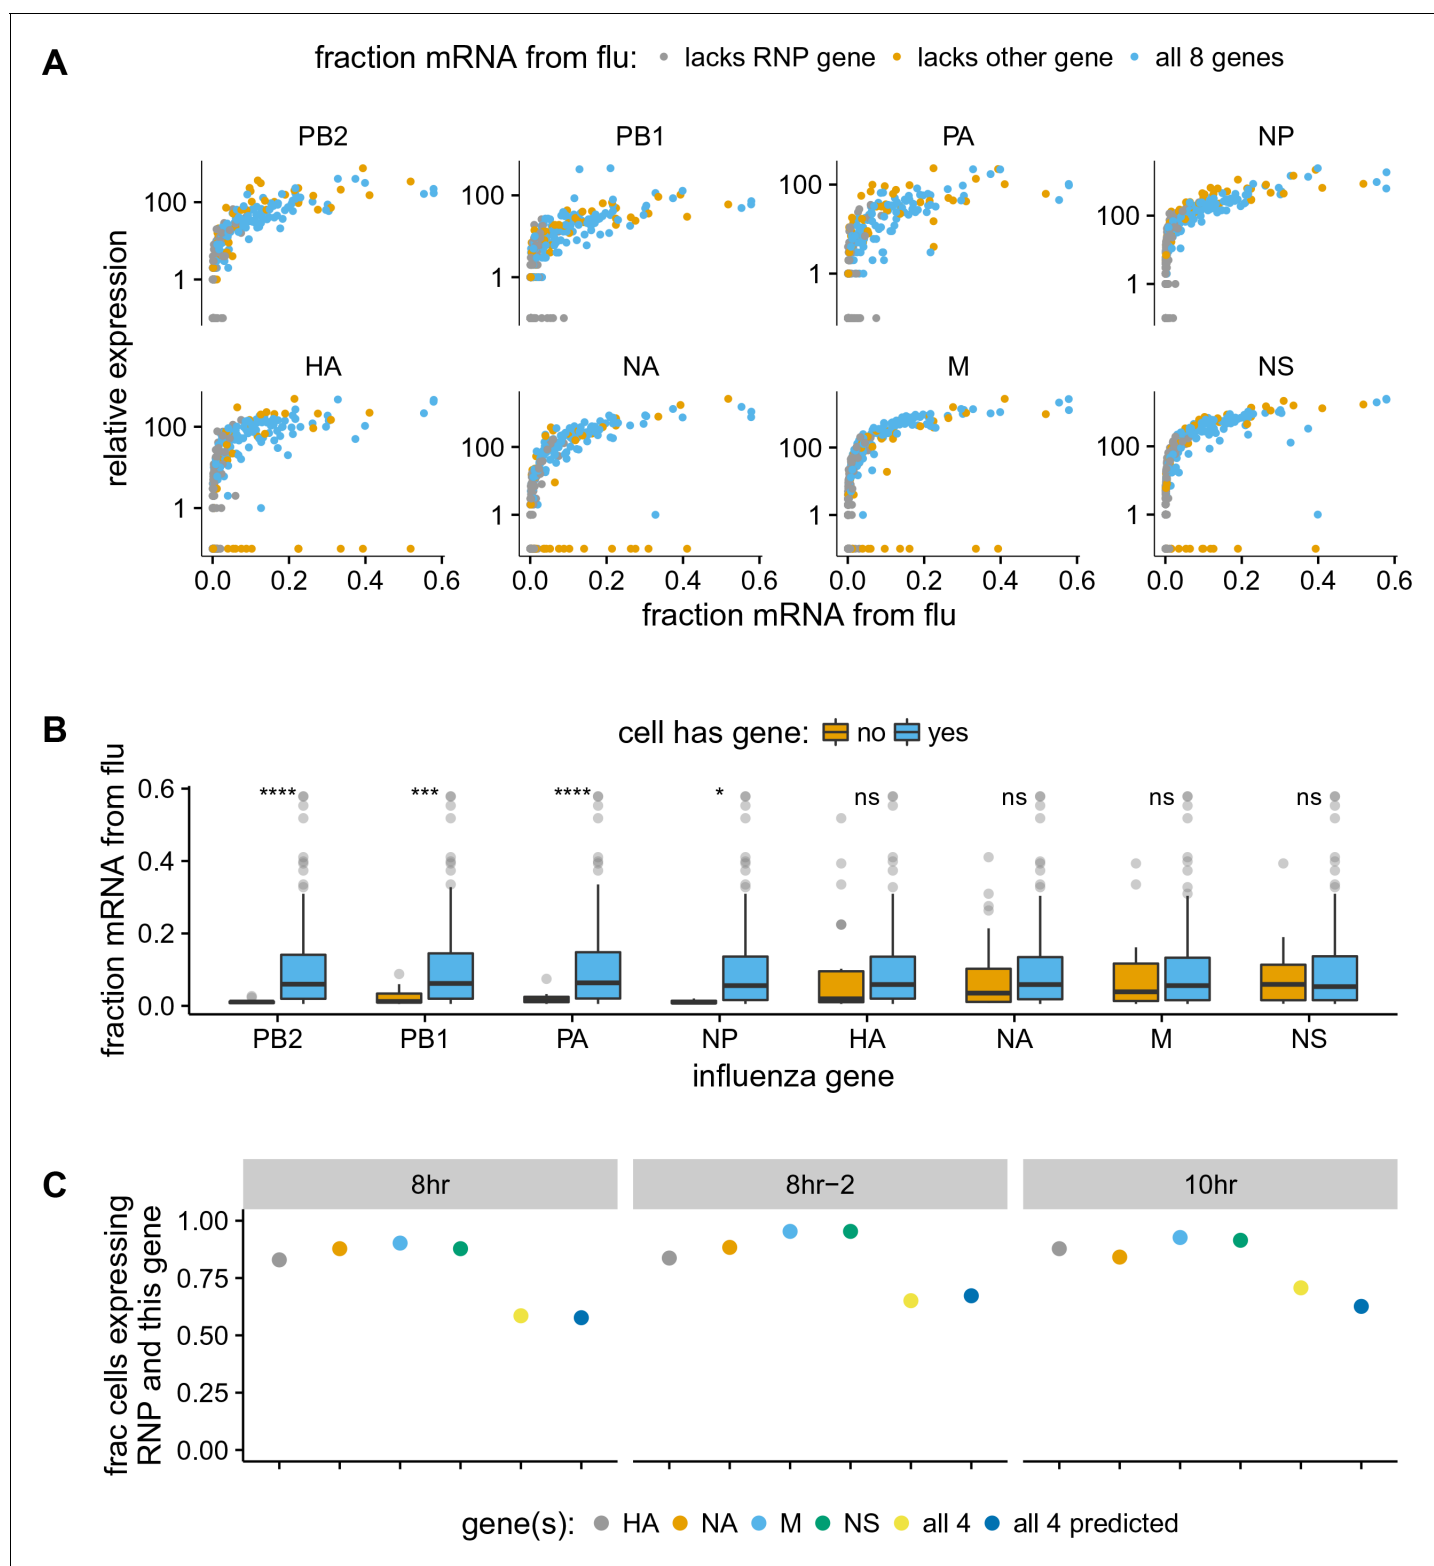 A
fraction mRNA from flu: lacks RNP gene lacks other gene all 8 genes
PB2 PB1 PA NP
100 100 100 100
1 1 1 1
relative expression
HA NA M NS
100 100 100 100
1 1 1 1
0.0 0.2 0.4 0.6 0.0 0.2 0.4 0.6 0.0 0.2 0.4 0.6 0.0 0.2 0.4 0.6
fraction mRNA from flu
B
cell has gene: no yes
fraction mRNA from flu
0.6
0.4
0.2
0.0
**** *** **** * ns ns ns ns
PB2 PB1 PA NP HA NA M NS
influenza gene
C
8hr 8hr−2 10hr
frac cells expressing
RNP and this gene
1.00
0.75
0.50
0.25
0.00
gene(s): HA NA M NS all 4 all 4 predicted